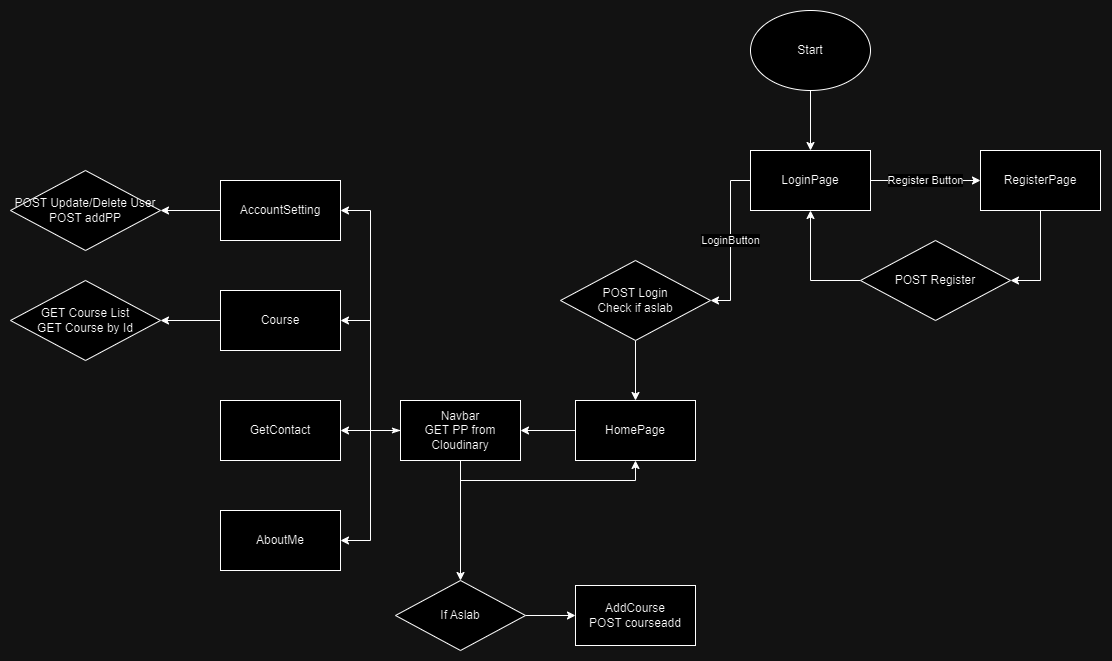 Start
LoginPage
Register Button
RegisterPage
POST Update/Delete User
POST addPP
AccountSetting
LoginButton
POST Register
POST Login
Check if aslab
GET Course List
GET Course by Id
Course
GetContact
Navbar
GET PP from
Cloudinary
HomePage
AboutMe
If Aslab
AddCourse
POST courseadd